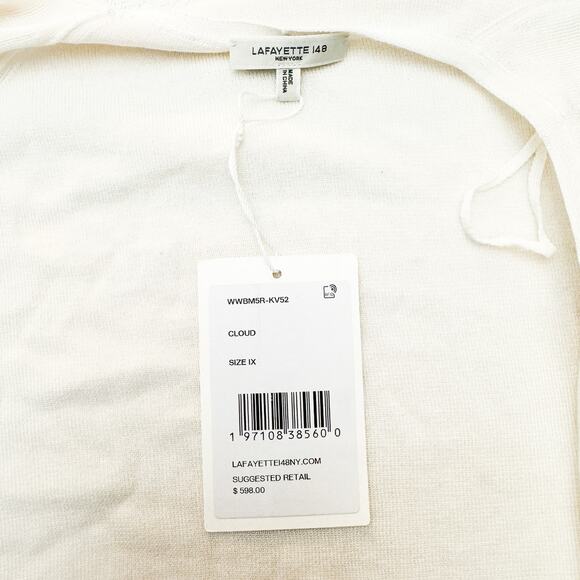 LAFAYETTE 148
NEW YORK
MADE
IN CHINA
WWBM5R-KV52
CLOUD
SIZE 1X
1 97108 38560 0
LAFAYETTE148NY.COM
SUGGESTED RETAIL
$ 598.00